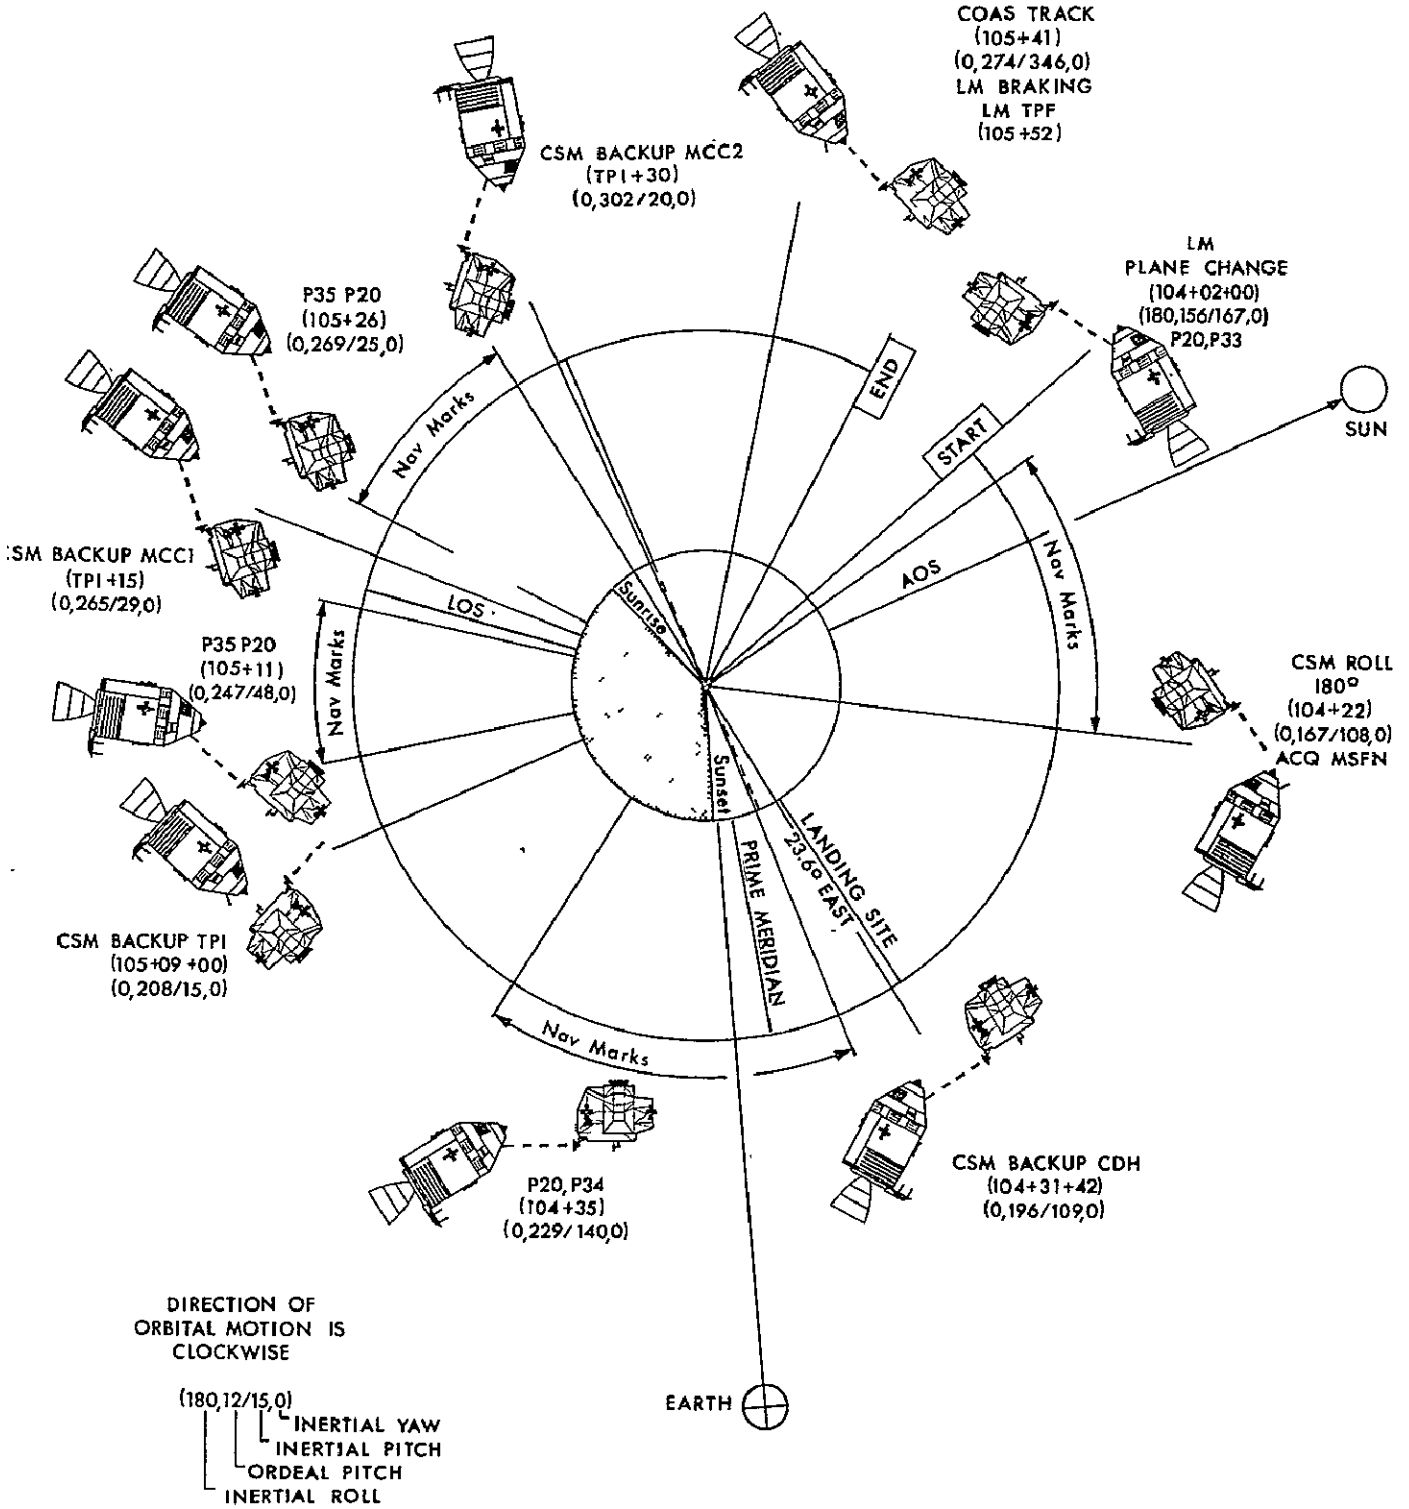 COAS TRACK
(105+41)
(0,274/346,0)
LM BRAKING
LM TPF
(105+52)
CSM BACKUP MCC2
(TPI+30)
(0,302/20,0)
LM
PLANE CHANGE
(104+02+00)
(180,156/167,0)
P20,P33
P35 P20
(105+26)
(0,269/25,0)
Nav Marks
END
START
SUN
CSM BACKUP MCC1
(TPI+15)
(0,265/29,0)
LOS
Sunrise
AOS
Nav Marks
P35 P20
(105+11)
(0,247/48,0)
Nav Marks
CSM ROLL
180º
(104+22)
(0,167/108,0)
ACQ MSFN
Sunset
LANDING SITE
23.6º EAST
PRIME MERIDIAN
CSM BACKUP TPI
(105+09+00)
(0,208/15,0)
Nav Marks
P20,P34
(104+35)
(0,229/140,0)
CSM BACKUP CDH
(104+31+42)
(0,196/109,0)
DIRECTION OF
ORBITAL MOTION IS
CLOCKWISE
(180,12/15,0)
INERTIAL YAW
INERTIAL PITCH
ORDEAL PITCH
INERTIAL ROLL
EARTH